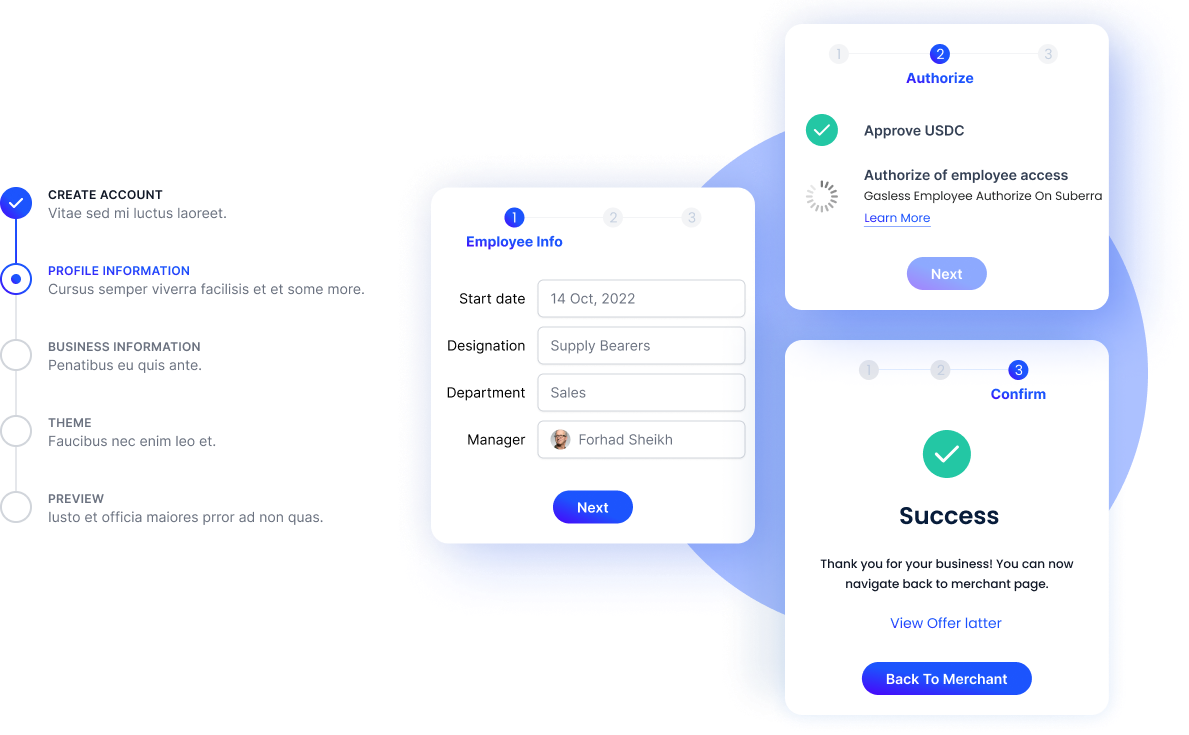 CREATE ACCOUNT
Vitae sed mi luctus laoreet.
PROFILE INFORMATION
Cursus semper viverra facilisis et et some more.
BUSINESS INFORMATION
Penatibus eu quis ante.
THEME
Faucibus nec enim leo et.
PREVIEW
Iusto et officia maiores prror ad non quas.
1 2 3
Employee Info
Start date 14 Oct, 2022
Designation Supply Bearers
Department Sales
Manager Forhad Sheikh
Next
1 2 3
Authorize
Approve USDC
Authorize of employee access
Gasless Employee Authorize On Suberra
Learn More
Next
1 2 3
Confirm
Success
Thank you for your business! You can now
navigate back to merchant page.
View Offer latter
Back To Merchant